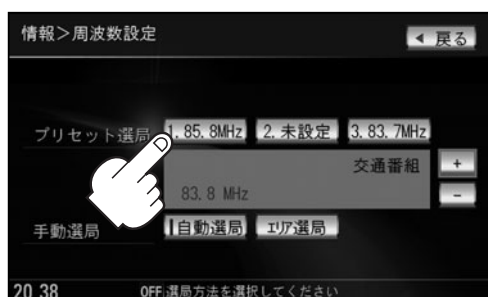 情報>周波数設定
◀ 戻る
プリセット選局 1. 85. 8MHz 2. 未設定 3. 83. 7MHz
交通番組 +
83. 8 MHz -
手動選局 自動選局 エリア選局
20 38 OFF 選局方法を選択してください